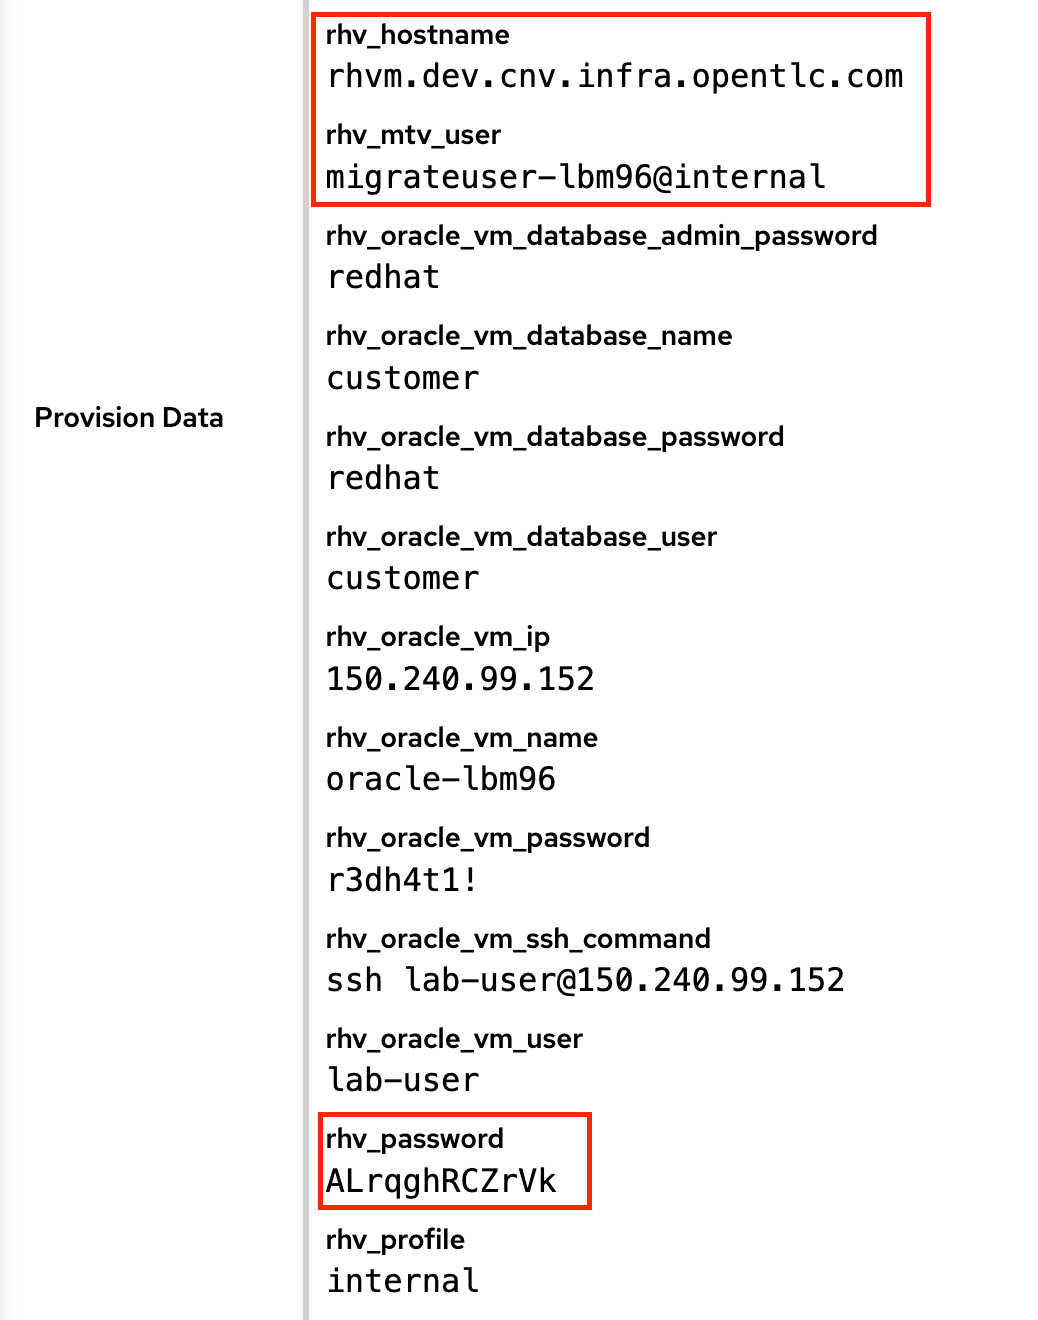 rhv_hostname
rhvm.dev.cnv.infra.opentlc.com
rhv_mtv_user
migrateuser-lbm96@internal
rhv_oracle_vm_database_admin_password
redhat
rhv_oracle_vm_database_name
customer
Provision Data
rhv_oracle_vm_database_password
redhat
rhv_oracle_vm_database_user
customer
rhv_oracle_vm_ip
150.240.99.152
rhv_oracle_vm_name
oracle-lbm96
rhv_oracle_vm_password
r3dh4t1!
rhv_oracle_vm_ssh_command
ssh lab-user@150.240.99.152
rhv_oracle_vm_user
lab-user
rhv_password
ALrqghRCZrVk
rhv_profile
internal